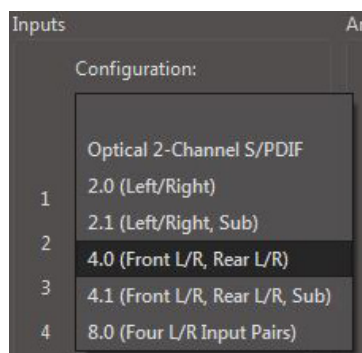 Inputs
A
Configuration:
Optical 2-Channel S/PDIF
1
2.0 (Left/Right)
2.1 (Left/Right, Sub)
2
4.0 (Front L/R, Rear L/R)
3
4.1 (Front L/R, Rear L/R, Sub)
4
8.0 (Four L/R Input Pairs)